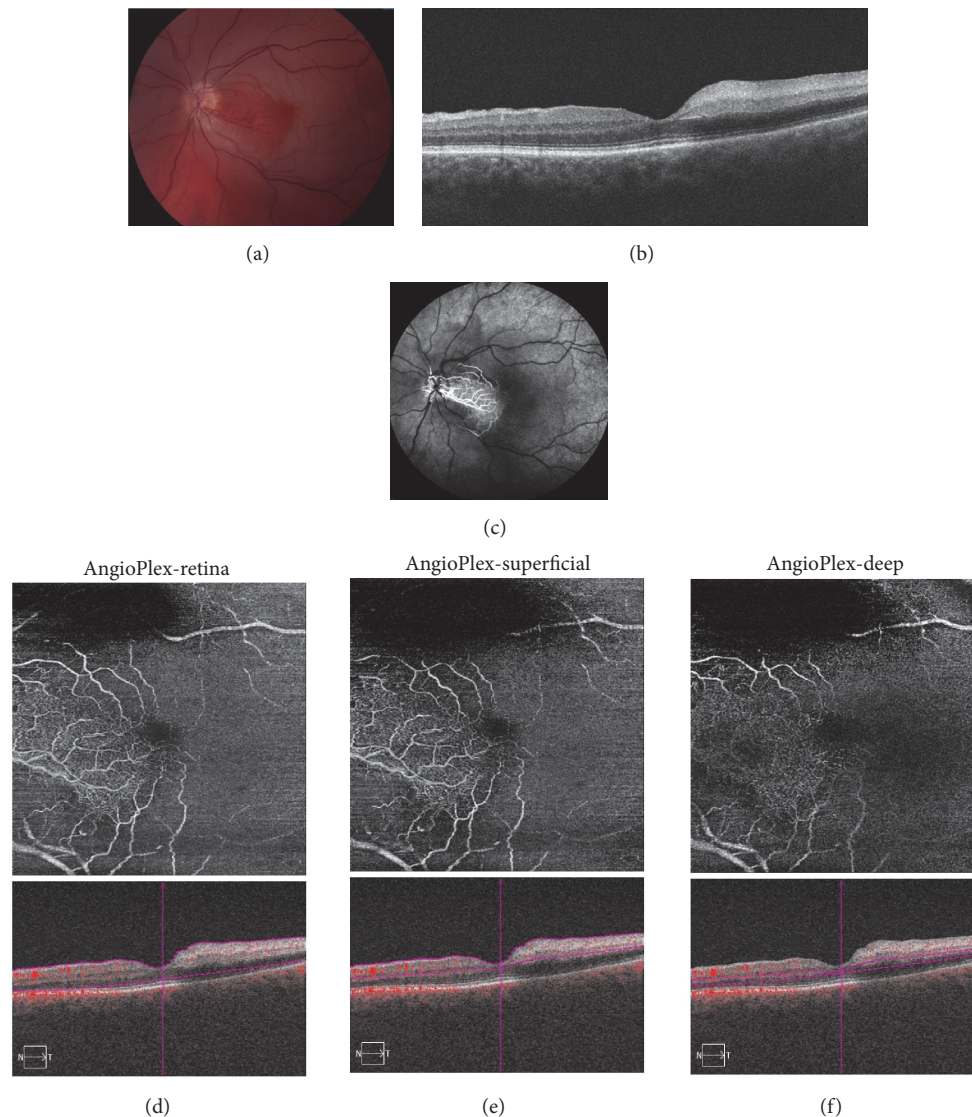 (a)
(b)
(c)
AngioPlex-retina
AngioPlex-superficial
AngioPlex-deep
N T
N T
N T
(d)
(e)
(f)